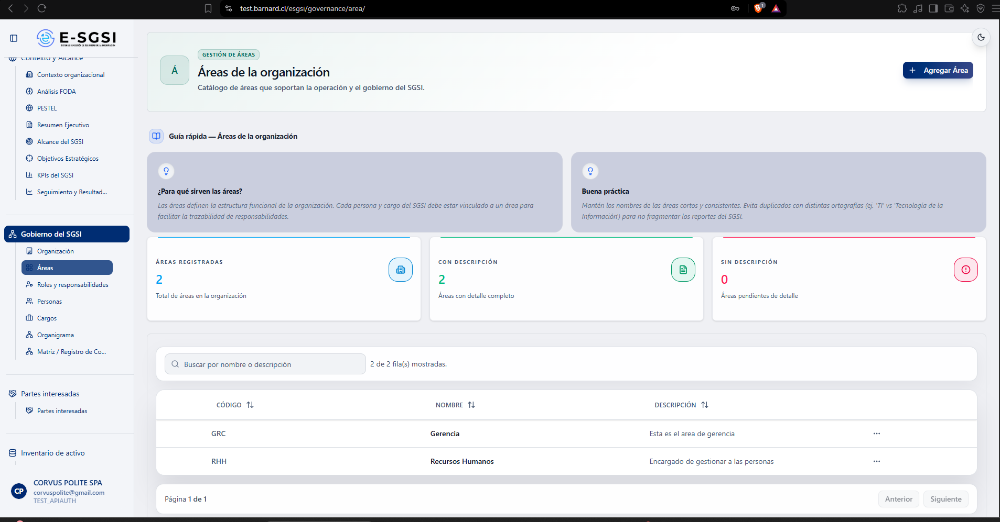 test.barnard.cl/esgsi/governance/area/
1
E-SGSI
SISTEMAS DE GESTIÓN DE SEGURIDAD DE LA INFORMACIÓN
Contexto y Alcance
Contexto organizacional
Análisis FODA
PESTEL
Resumen Ejecutivo
Alcance del SGSI
Objetivos Estratégicos
KPIs del SGSI
Seguimiento y Resultad...
Gobierno del SGSI
Organización
Áreas
Roles y responsabilidades
Personas
Cargos
Organigrama
Matriz / Registro de Co...
Partes interesadas
Partes interesadas
Inventario de activo
CP
CORVUS POLITE SPA
corvuspolite@gmail.com
TEST_APIAUTH
Á
GESTIÓN DE ÁREAS
Áreas de la organización
Catálogo de áreas que soportan la operación y el gobierno del SGSI.
+ Agregar Área
Guía rápida — Áreas de la organización
¿Para qué sirven las áreas?
Las áreas definen la estructura funcional de la organización. Cada persona y cargo del SGSI debe estar vinculado a un área para
facilitar la trazabilidad de responsabilidades.
Buena práctica
Mantén los nombres de las áreas cortos y consistentes. Evita duplicados con distintas ortografías (ej. 'TI' vs 'Tecnología de la
Información') para no fragmentar los reportes del SGSI.
ÁREAS REGISTRADAS
2
Total de áreas en la organización
CON DESCRIPCIÓN
2
Áreas con detalle completo
SIN DESCRIPCIÓN
0
Áreas pendientes de detalle
Buscar por nombre o descripción
2 de 2 fila(s) mostradas.
CÓDIGO NOMBRE DESCRIPCIÓN
GRC Gerencia Esta es el area de gerencia ...
RHH Recursos Humanos Encargado de gestionar a las personas ...
Página 1 de 1
Anterior Siguiente